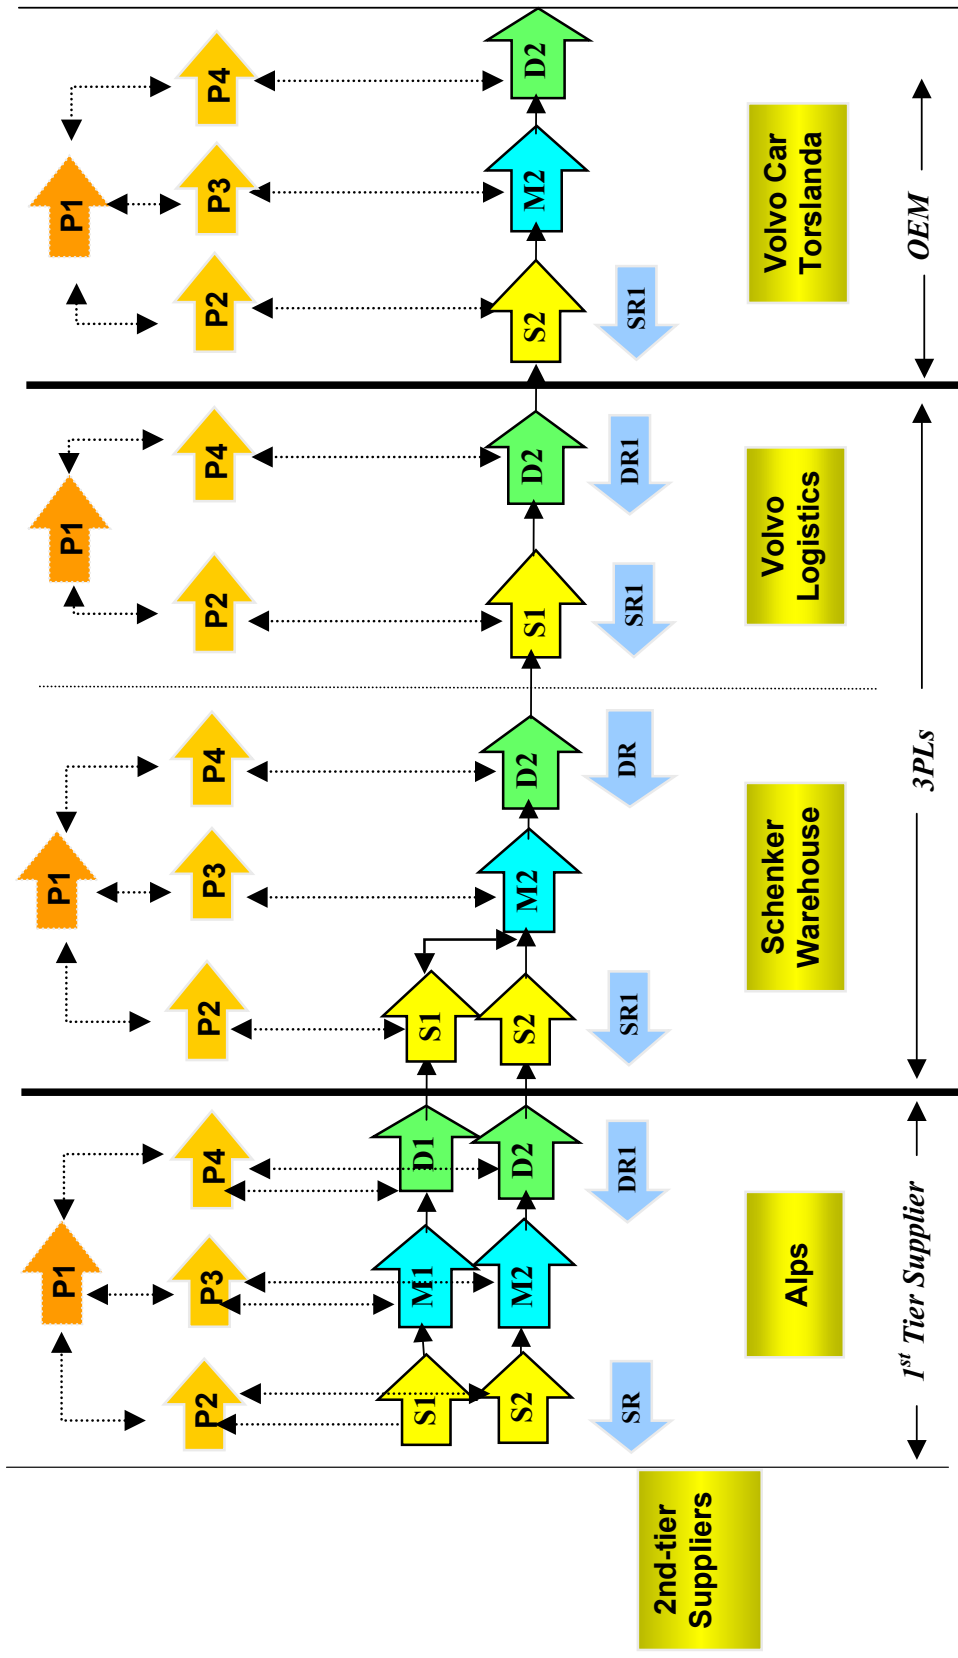 P1
P1
P1
P1
P2
P3
P4
P2
P3
P4
P2
P4
P2
P3
P4
S1
M1
D1
S1
S2
M2
D2
S2
M2
D2
S1
D2
S2
M2
D2
SR
DR1
SR1
DR
SR1
DR1
SR1
2nd-tier
Suppliers
Alps
Schenker
Warehouse
Volvo
Logistics
Volvo Car
Torslanda
1st Tier Supplier
3PLs
OEM